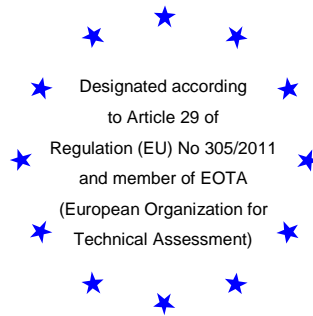 Designated according
to Article 29 of
Regulation (EU) No 305/2011
and member of EOTA
(European Organization for
Technical Assessment)